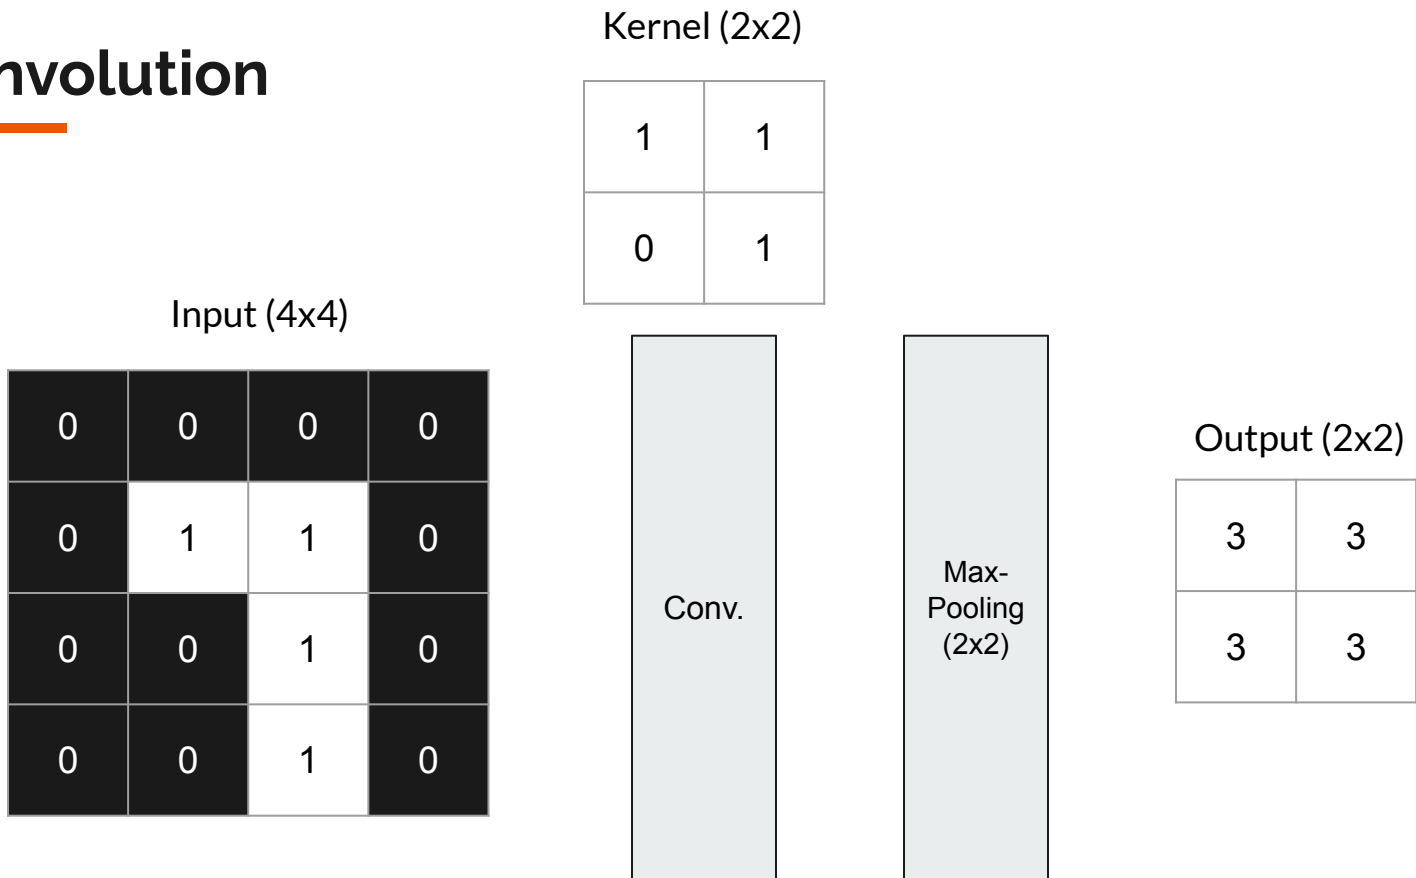 nvolution
Kernel (2x2)
1 1
0 1
Input (4x4)
0 0 0 0
0 1 1 0
0 0 1 0
0 0 1 0
Conv.
Max-
Pooling
(2x2)
Output (2x2)
3 3
3 3